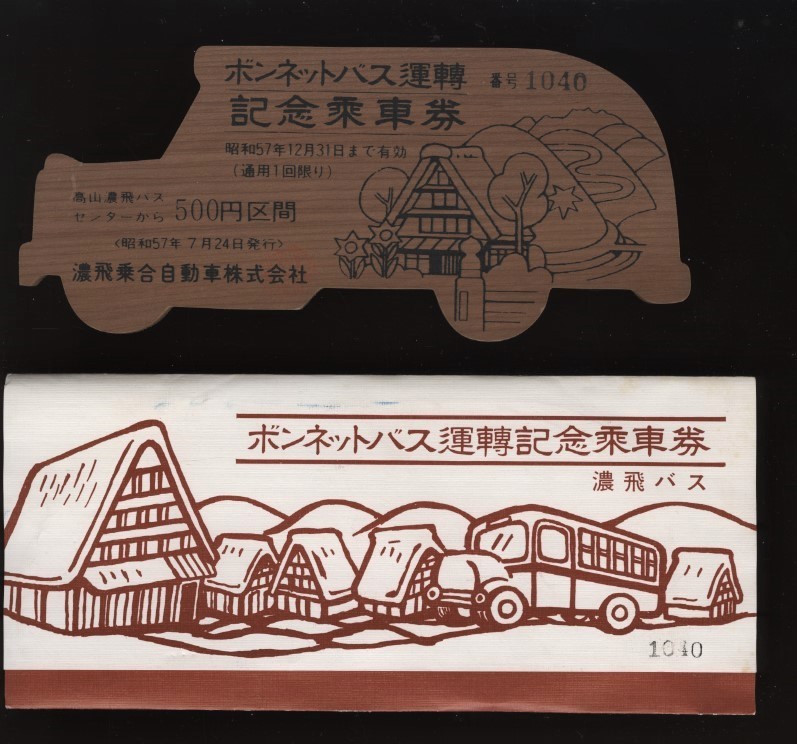 ボンネットバス運轉
番号 1040
記念乗車券
昭和57年12月31日まで有効
(通用1回限り)
高山濃飛バス
センターから 500円区間
<昭和57年7月24日発行>
濃飛乗合自動車株式会社
ボンネットバス運轉記念乗車券
濃飛バス
1040